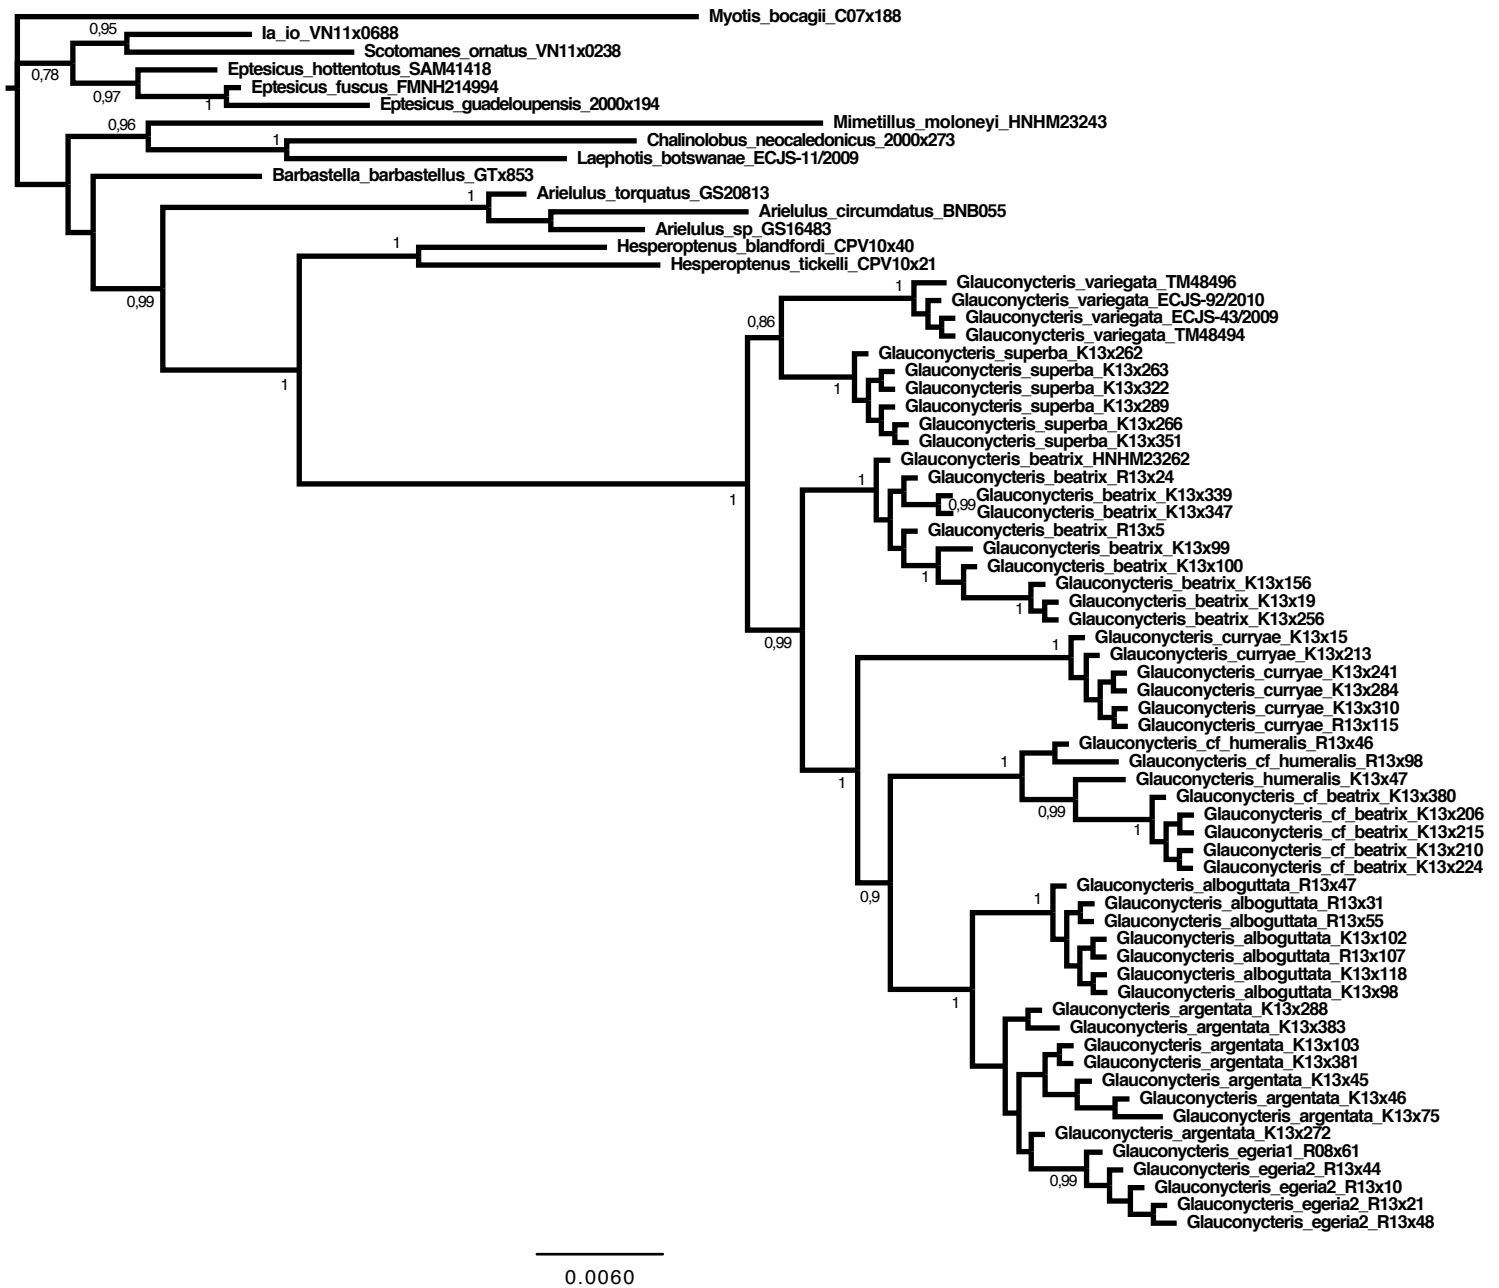 Myotis_bocagii_C07x188
0,95
Ia_io_VN11x0688
Scotomanes_ornatus_VN11x0238
0,78
Eptesicus_hottentotus_SAM41418
Eptesicus_fuscus_FMNH214994
0,97
1
Eptesicus_guadeloupensis_2000x194
0,96
Mimetillus_moloneyi_HNHM23243
1
Chalinolobus_neocaledonicus_2000x273
Laephotis_botswanae_ECJS-11/2009
Barbastella_barbastellus_GTx853
1
Arielulus_torquatus_GS20813
Arielulus_circumdatus_BNB055
Arielulus_sp_GS16483
1
Hesperoptenus_blandfordi_CPV10x40
Hesperoptenus_tickelli_CPV10x21
1
Glauconycteris_variegata_TM48496
0,99
Glauconycteris_variegata_ECJS-92/2010
0,86
Glauconycteris_variegata_ECJS-43/2009
Glauconycteris_variegata_TM48494
Glauconycteris_superba_K13x262
Glauconycteris_superba_K13x263
1
1
Glauconycteris_superba_K13x322
Glauconycteris_superba_K13x289
Glauconycteris_superba_K13x266
Glauconycteris_superba_K13x351
Glauconycteris_beatrix_HNHM23262
1
Glauconycteris_beatrix_R13x24
1
Glauconycteris_beatrix_K13x339
0,99
Glauconycteris_beatrix_K13x347
Glauconycteris_beatrix_R13x5
Glauconycteris_beatrix_K13x99
Glauconycteris_beatrix_K13x100
1
Glauconycteris_beatrix_K13x156
Glauconycteris_beatrix_K13x19
1
Glauconycteris_beatrix_K13x256
Glauconycteris_curryae_K13x15
0,99
1
Glauconycteris_curryae_K13x213
Glauconycteris_curryae_K13x241
Glauconycteris_curryae_K13x284
Glauconycteris_curryae_K13x310
Glauconycteris_curryae_R13x115
Glauconycteris_cf_humeralis_R13x46
1
Glauconycteris_cf_humeralis_R13x98
Glauconycteris_humeralis_K13x47
1
Glauconycteris_cf_beatrix_K13x380
0,99
Glauconycteris_cf_beatrix_K13x206
1
Glauconycteris_cf_beatrix_K13x215
Glauconycteris_cf_beatrix_K13x210
Glauconycteris_cf_beatrix_K13x224
Glauconycteris_alboguttata_R13x47
0,9
1
Glauconycteris_alboguttata_R13x31
Glauconycteris_alboguttata_R13x55
Glauconycteris_alboguttata_K13x102
Glauconycteris_alboguttata_R13x107
Glauconycteris_alboguttata_K13x118
Glauconycteris_alboguttata_K13x98
1
Glauconycteris_argentata_K13x288
Glauconycteris_argentata_K13x383
Glauconycteris_argentata_K13x103
Glauconycteris_argentata_K13x381
Glauconycteris_argentata_K13x45
Glauconycteris_argentata_K13x46
Glauconycteris_argentata_K13x75
Glauconycteris_argentata_K13x272
Glauconycteris_egeria1_R08x61
Glauconycteris_egeria2_R13x44
0,99
Glauconycteris_egeria2_R13x10
Glauconycteris_egeria2_R13x21
Glauconycteris_egeria2_R13x48
0.0060